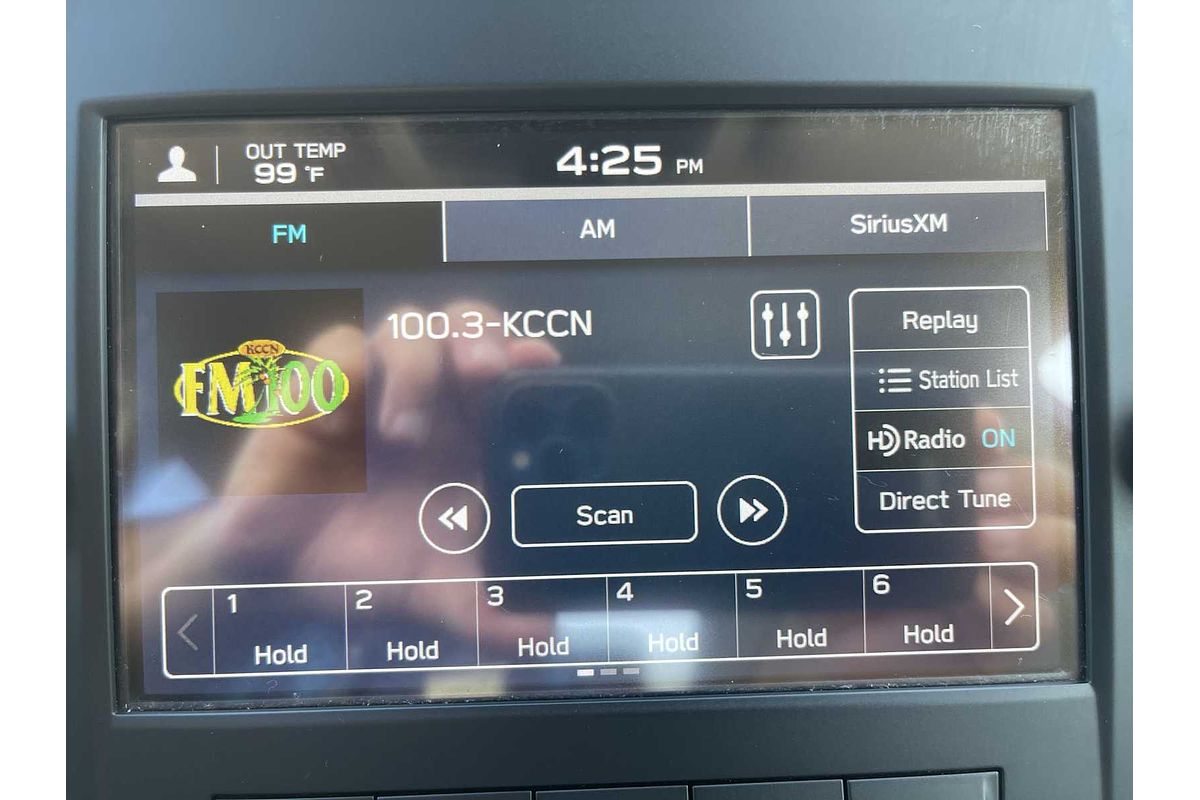 OUT TEMP
99 °F
4:25 PM
FM
AM
SiriusXM
KCCN
FM100
100.3-KCCN
Replay
Station List
HD Radio ON
Direct Tune
Scan
1
2
3
4
5
6
Hold
Hold
Hold
Hold
Hold
Hold